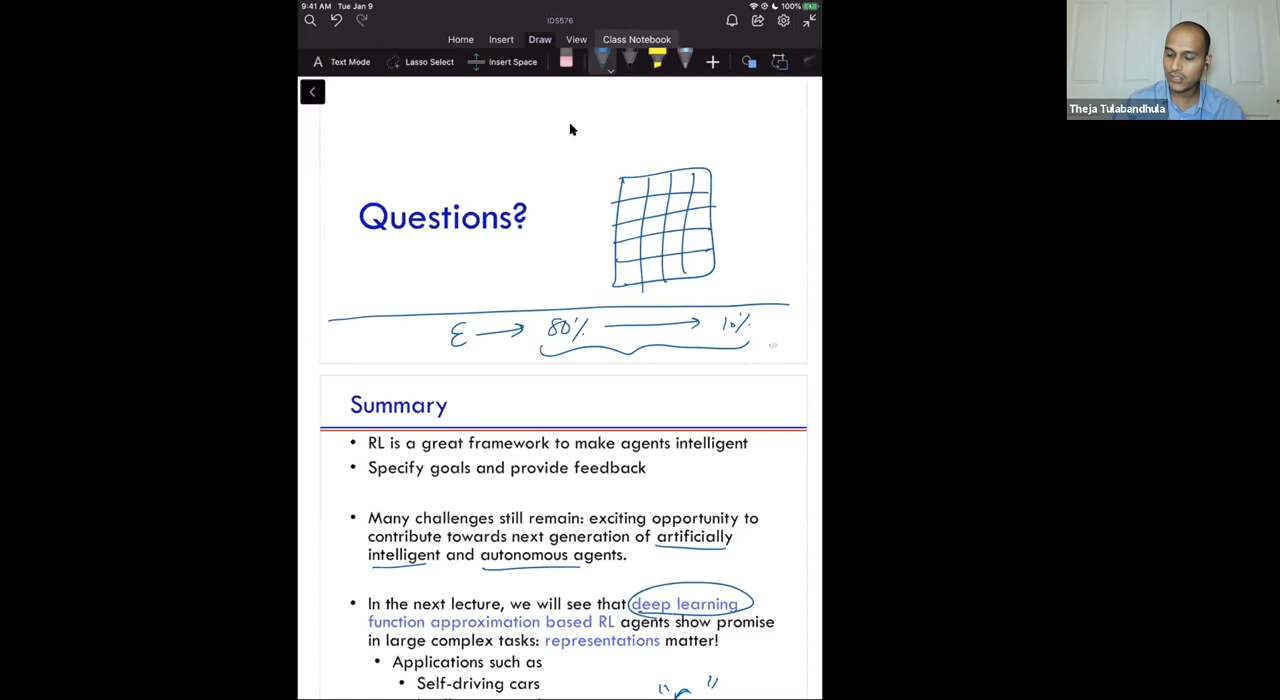 9:41 AM Tue Jan 9
100%
IDS576
Home Insert Draw View Class Notebook
Text Mode Lasso Select Insert Space
Theja Tulabandhula
Questions?
ε → 80% → 10%
69
Summary
• RL is a great framework to make agents intelligent
• Specify goals and provide feedback
• Many challenges still remain: exciting opportunity to
contribute towards next generation of artificially
intelligent and autonomous agents.
• In the next lecture, we will see that deep learning
function approximation based RL agents show promise
in large complex tasks: representations matter!
• Applications such as
• Self-driving cars